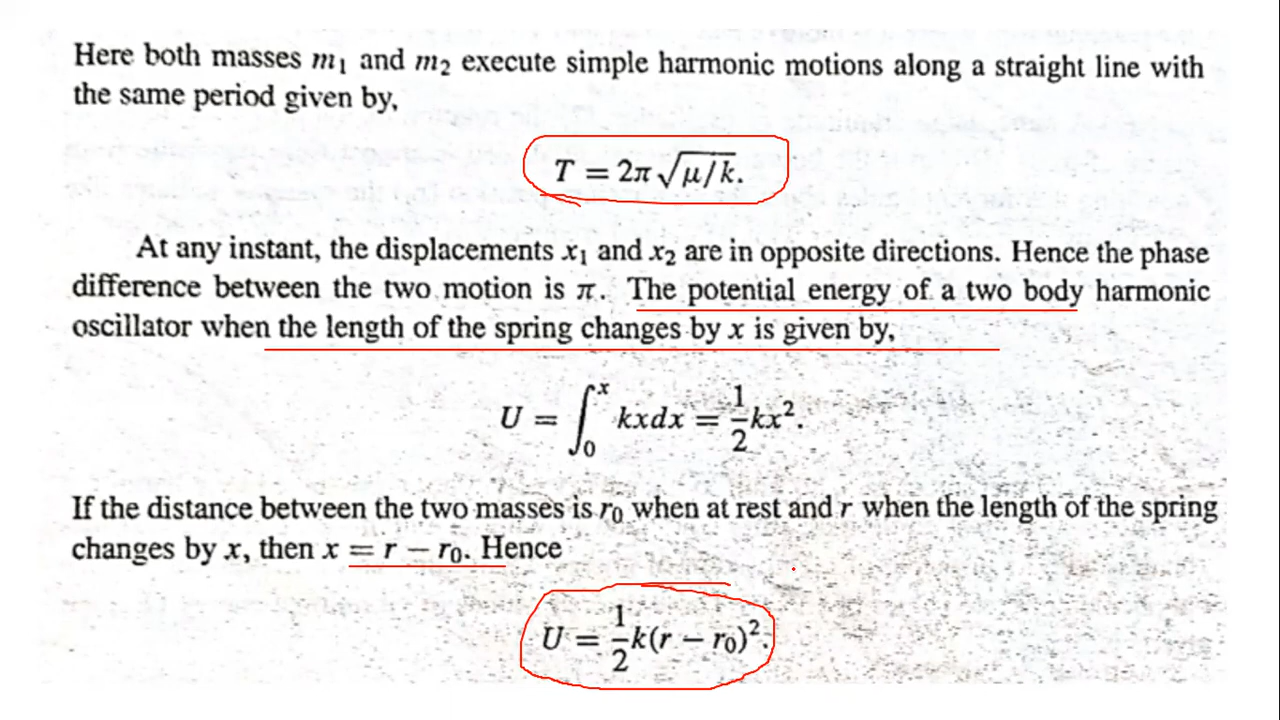 Here both masses m₁ and m₂ execute simple harmonic motions along a straight line with
the same period given by,
T = 2π√μ/k.
At any instant, the displacements x₁ and x₂ are in opposite directions. Hence the phase
difference between the two motion is π. The potential energy of a two body harmonic
oscillator when the length of the spring changes by x is given by,
U = ∫₀ˣ kxdx = 1/2 kx².
If the distance between the two masses is r₀ when at rest and r when the length of the spring
changes by x, then x = r − r₀. Hence
U = 1/2 k(r − r₀)².